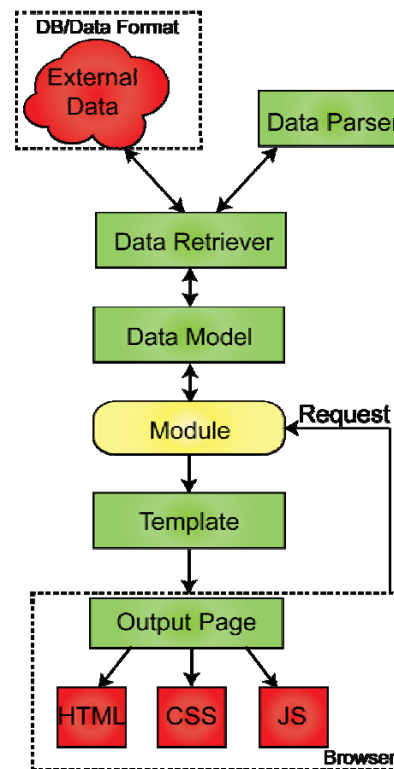 DB/Data Format
External
Data
Data Parser
Data Retriever
Data Model
Module
Request
Template
Output Page
HTML
CSS
JS
Browser